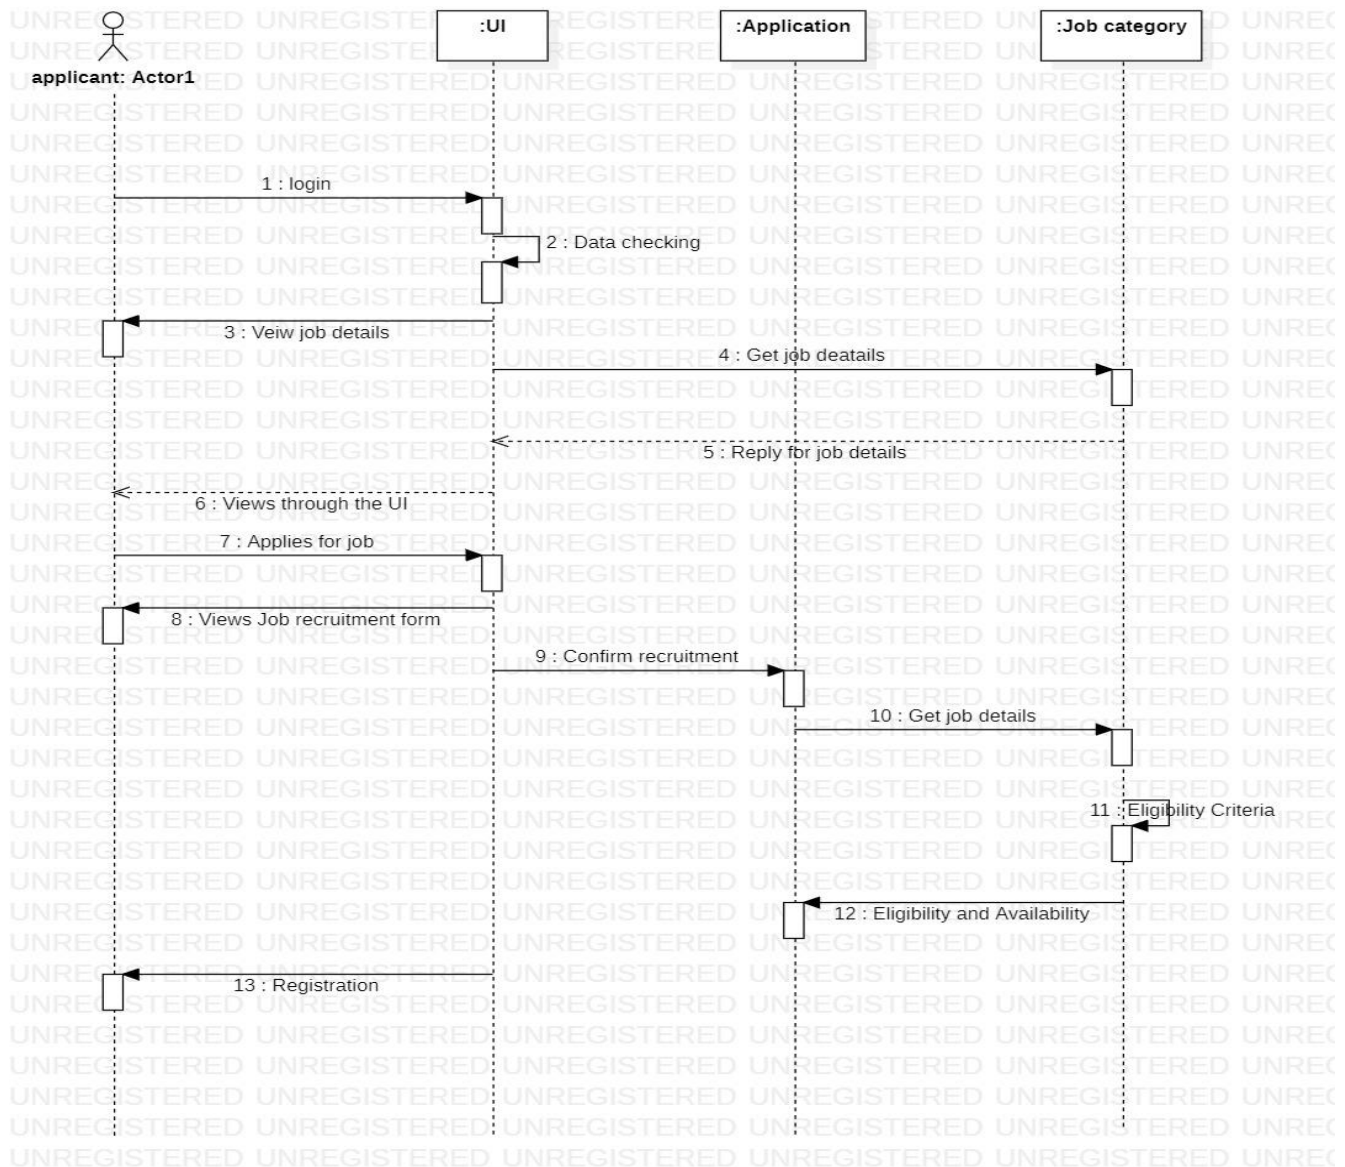 :UI
:Application
:Job category
applicant: Actor1
1 : login
2 : Data checking
3 : Veiw job details
4 : Get job deatails
5 : Reply for job details
6 : Views through the UI
7 : Applies for job
8 : Views Job recruitment form
9 : Confirm recruitment
10 : Get job details
11 : Eligibility Criteria
12 : Eligibility and Availability
13 : Registration
UNREGISTERED